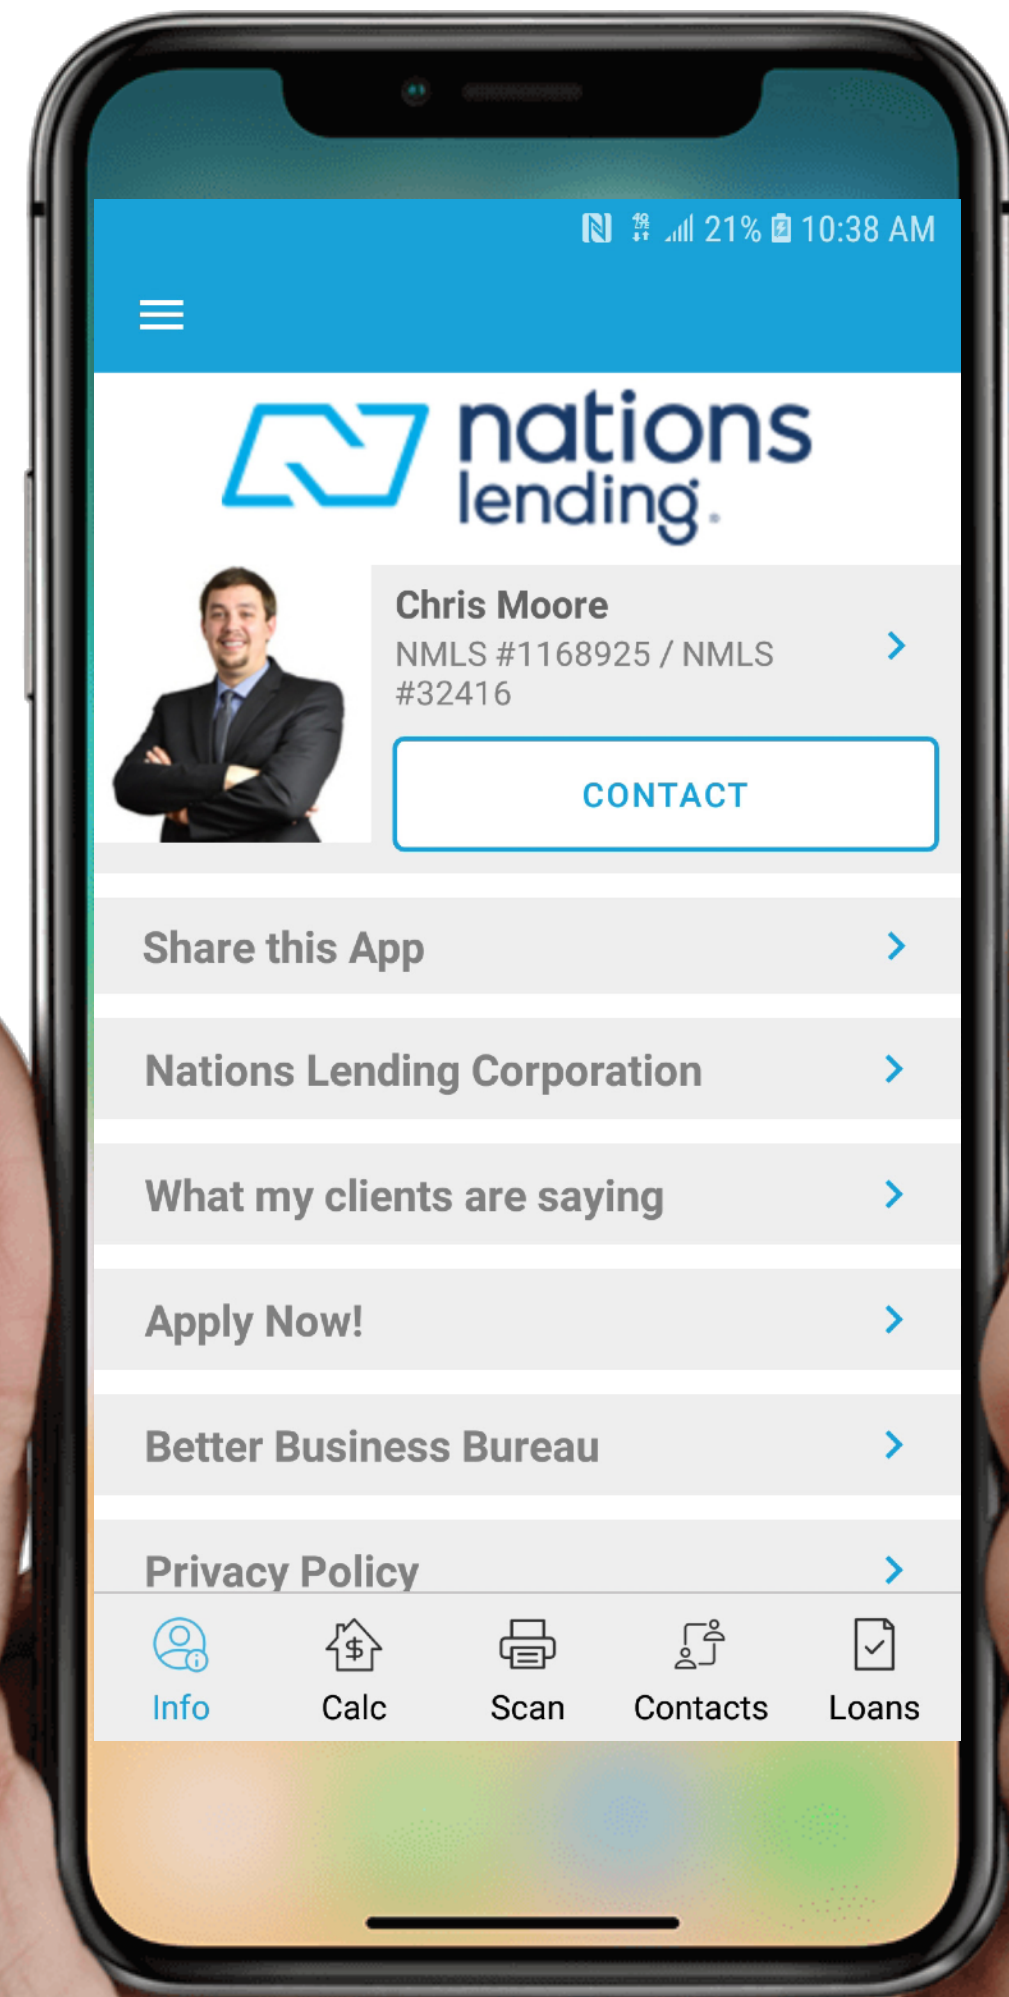 21% 10:38 AM
nations
lending.
Chris Moore
NMLS #1168925 / NMLS
#32416
CONTACT
Share this App
Nations Lending Corporation
What my clients are saying
Apply Now!
Better Business Bureau
Privacy Policy
Info Calc Scan Contacts Loans